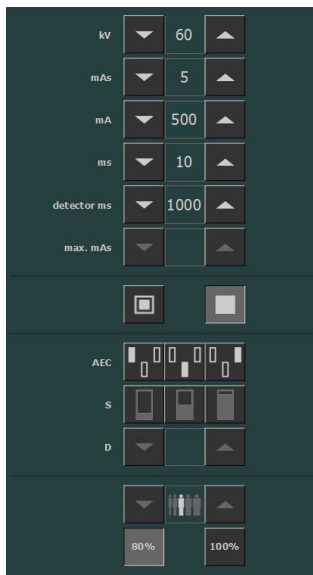 kV 60
mAs 5
mA 500
ms 10
detector ms 1000
max. mAs
AEC
S
D
80% 100%